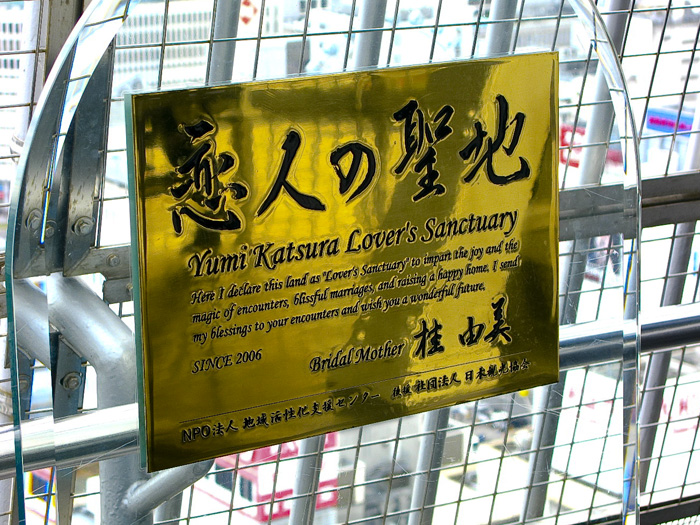 恋人の聖地
Yumi Katsura Lover's Sanctuary
Here I declare this land as "Lover's Sanctuary" to impart the joy and the
magic of encounters, blissful marriages, and raising a happy home. I send
my blessings to your encounters and wish you a wonderful future.
SINCE 2006
Bridal Mother 桂 由美
NPO法人 地域活性化支援センター 後援 社団法人 日本観光協会